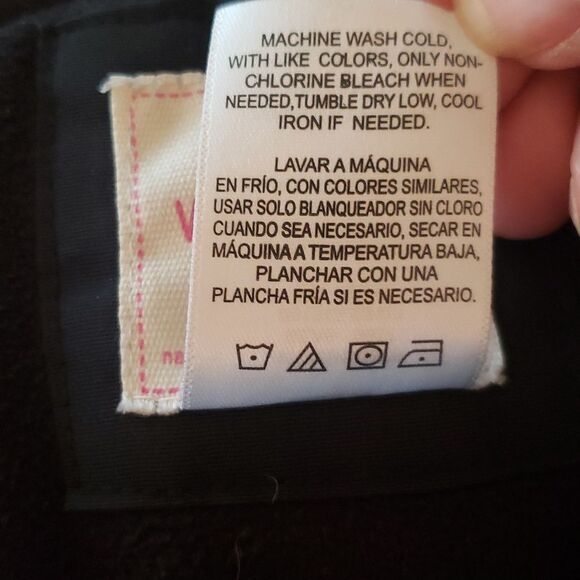 MACHINE WASH COLD,
WITH LIKE COLORS, ONLY NON-
CHLORINE BLEACH WHEN
NEEDED,TUMBLE DRY LOW, COOL
IRON IF NEEDED.
LAVAR A MÁQUINA
EN FRÍO, CON COLORES SIMILARES,
USAR SOLO BLANQUEADOR SIN CLORO
CUANDO SEA NECESARIO, SECAR EN
MÁQUINA A TEMPERATURA BAJA,
PLANCHAR CON UNA
PLANCHA FRÍA SI ES NECESARIO.